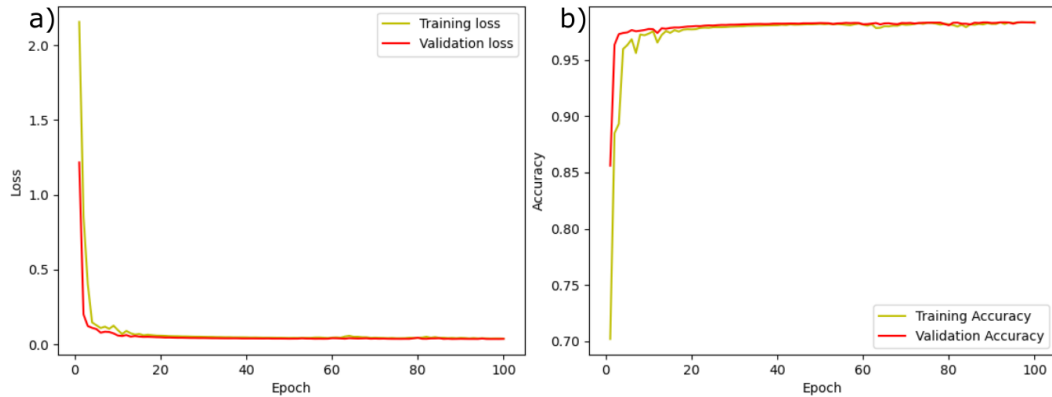 a)
Training loss
Validation loss
2.0
1.5
1.0
0.5
0.0
Loss
0 20 40 60 80 100
Epoch
b)
0.95
0.90
0.85
0.80
0.75
0.70
Accuracy
Training Accuracy
Validation Accuracy
0 20 40 60 80 100
Epoch